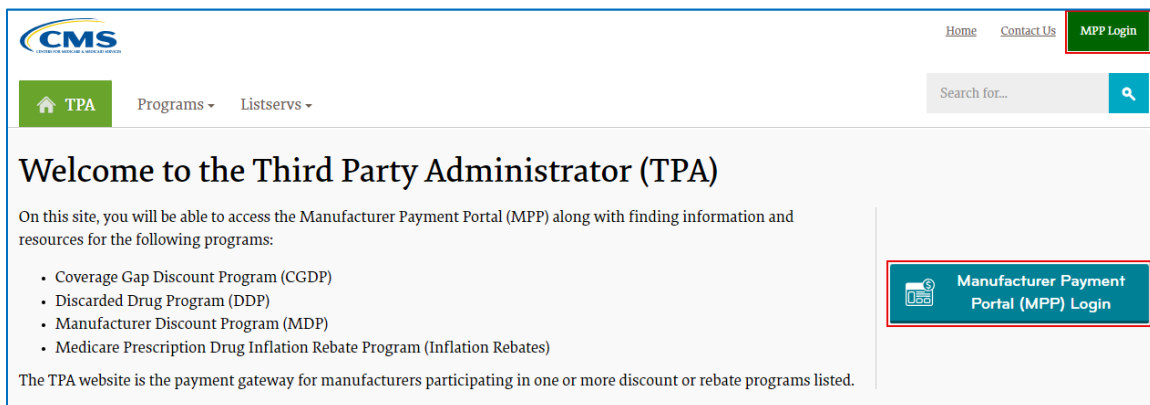 CMS
CENTERS FOR MEDICARE & MEDICAID SERVICES
Home Contact Us MPP Login
TPA Programs Listservs Search for...
Welcome to the Third Party Administrator (TPA)
On this site, you will be able to access the Manufacturer Payment Portal (MPP) along with finding information and
resources for the following programs:
• Coverage Gap Discount Program (CGDP)
• Discarded Drug Program (DDP)
• Manufacturer Discount Program (MDP)
• Medicare Prescription Drug Inflation Rebate Program (Inflation Rebates)
The TPA website is the payment gateway for manufacturers participating in one or more discount or rebate programs listed.
Manufacturer Payment
Portal (MPP) Login